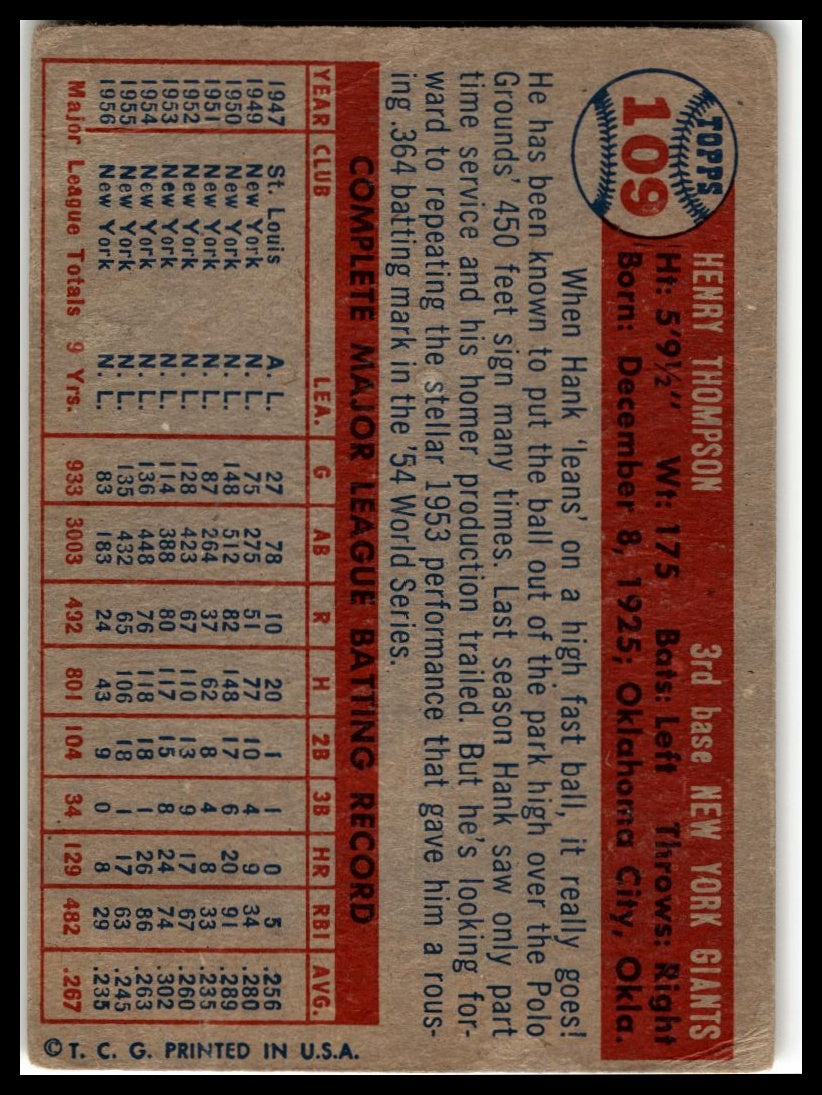 TOPPS
109
HENRY THOMPSON 3rd base NEW YORK GIANTS
Ht: 5'9½" Wt: 175 Bats: Left Throws: Right
Born: December 8, 1925; Oklahoma City, Okla.
When Hank 'leans' on a high fast ball, it really goes!
He has been known to put the ball out of the park high over the Polo
Grounds' 450 feet sign many times. Last season Hank saw only part
time service and his homer production trailed. But he's looking for-
ward to repeating the stellar 1953 performance that gave him a rous-
ing .364 batting mark in the '54 World Series.
COMPLETE MAJOR LEAGUE BATTING RECORD
YEAR CLUB LEA. G AB R H 2B 3B HR RBI AVG.
1947 St. Louis A. L. 27 78 10 20 1 1 0 5 .256
1949 New York N. L. 75 275 51 77 10 4 9 34 .280
1950 New York N. L. 148 512 82 148 17 6 20 91 .289
1951 New York N. L. 87 264 37 62 8 4 8 33 .235
1952 New York N. L. 128 423 67 110 13 9 17 67 .260
1953 New York N. L. 114 388 80 117 15 8 24 74 .302
1954 New York N. L. 136 448 76 118 18 1 26 86 .263
1955 New York N. L. 135 432 65 106 18 1 17 63 .245
1956 New York N. L. 83 183 24 43 9 0 8 29 .235
Major League Totals 9 Yrs. 933 3003 492 801 104 34 129 482 .267
© T. C. G. PRINTED IN U.S.A.